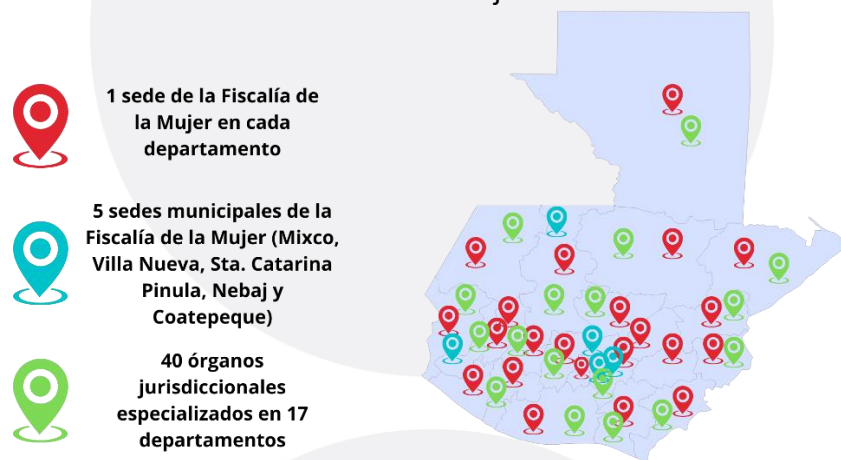 1 sede de la Fiscalía de
la Mujer en cada
departamento
5 sedes municipales de la
Fiscalía de la Mujer (Mixco,
Villa Nueva, Sta. Catarina
Pinula, Nebaj y
Coatepeque)
40 órganos
jurisdiccionales
especializados en 17
departamentos